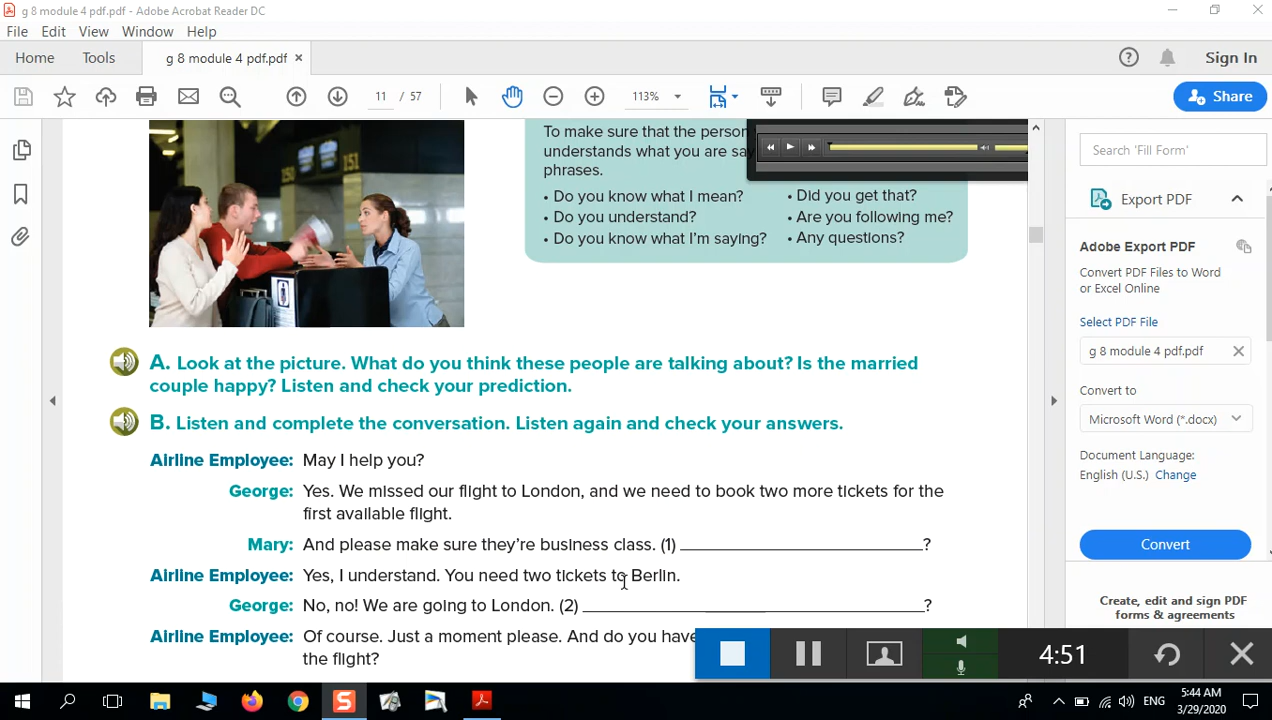 g 8 module 4 pdf.pdf - Adobe Acrobat Reader DC
File Edit View Window Help
Home Tools g 8 module 4 pdf.pdf × Sign In
11 / 57 113% Share
To make sure that the person
understands what you are say
phrases.
• Do you know what I mean? • Did you get that?
• Do you understand? • Are you following me?
• Do you know what I'm saying? • Any questions?
151
151
A. Look at the picture. What do you think these people are talking about? Is the married
couple happy? Listen and check your prediction.
B. Listen and complete the conversation. Listen again and check your answers.
Airline Employee: May I help you?
George: Yes. We missed our flight to London, and we need to book two more tickets for the
first available flight.
Mary: And please make sure they're business class. (1) ______________________?
Airline Employee: Yes, I understand. You need two tickets to Berlin.
George: No, no! We are going to London. (2) ______________________________?
Airline Employee: Of course. Just a moment please. And do you have
the flight?
Search 'Fill Form'
Export PDF
Adobe Export PDF
Convert PDF Files to Word
or Excel Online
Select PDF File
g 8 module 4 pdf.pdf
Convert to
Microsoft Word (*.docx)
Document Language:
English (U.S.) Change
Convert
Create, edit and sign PDF
forms & agreements
4:51
ENG
5:44 AM
3/29/2020